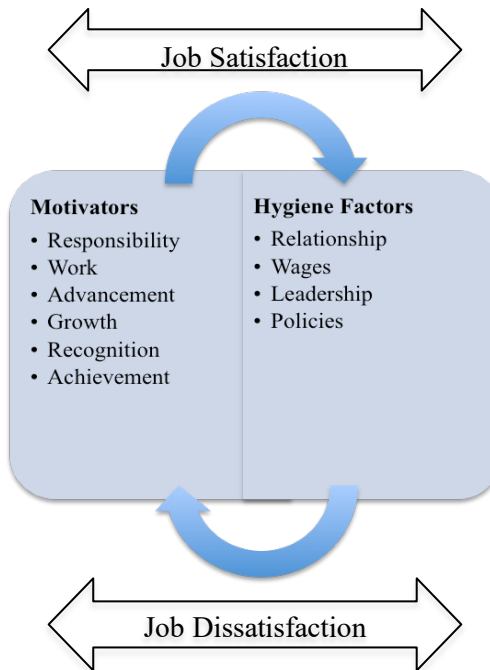 Job Satisfaction
Motivators
• Responsibility
• Work
• Advancement
• Growth
• Recognition
• Achievement
Hygiene Factors
• Relationship
• Wages
• Leadership
• Policies
Job Dissatisfaction